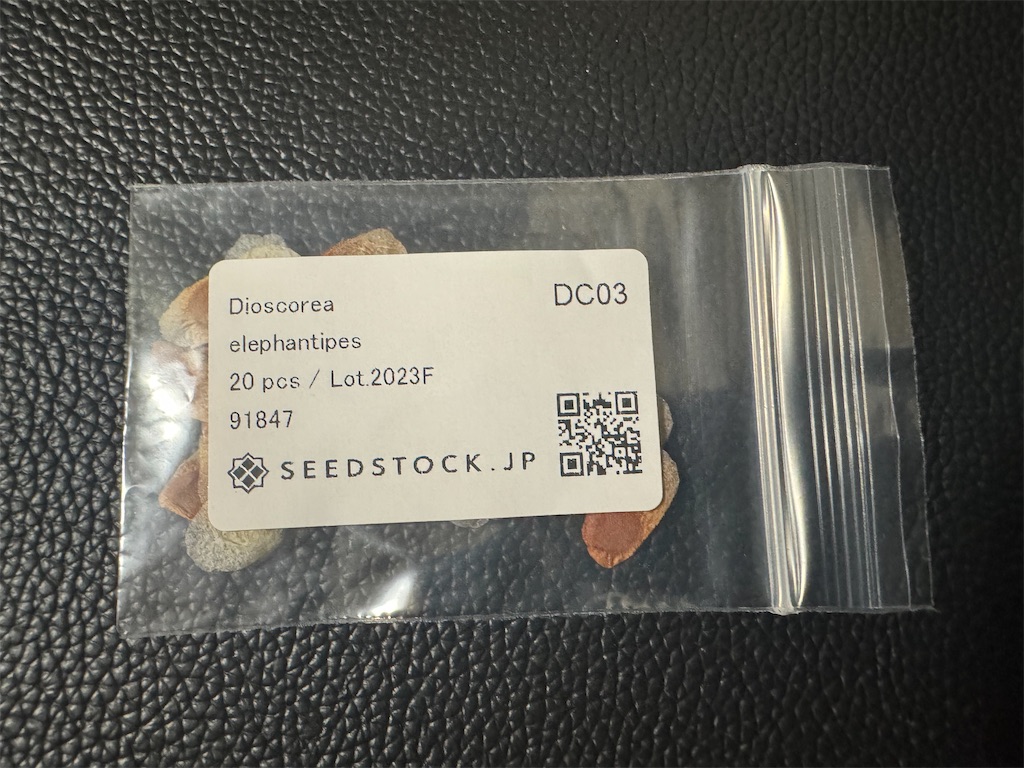 Dioscorea
DC03
elephantipes
20 pcs / Lot.2023F
91847
SEEDSTOCK.JP